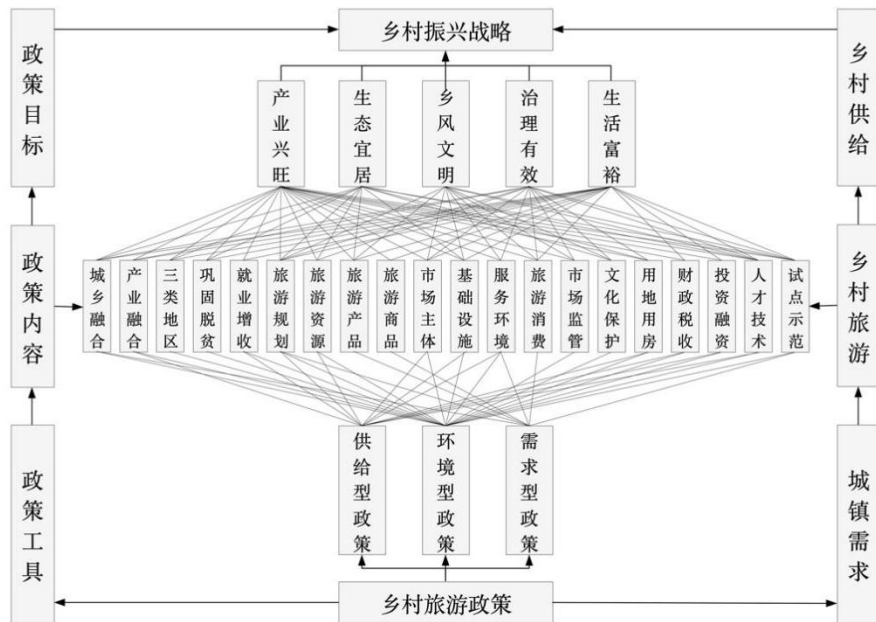 乡村振兴战略
政策目标
乡村供给
产业兴旺
生态宜居
乡风文明
治理有效
生活富裕
政策内容
城乡融合
产业融合
三类地区
巩固脱贫
就业增收
旅游规划
旅游资源
旅游产品
旅游商品
市场主体
基础设施
服务环境
旅游消费
市场监管
文化保护
用地用房
财政税收
投资融资
人才技术
试点示范
乡村旅游
政策工具
供给型政策
环境型政策
需求型政策
城镇需求
乡村旅游政策